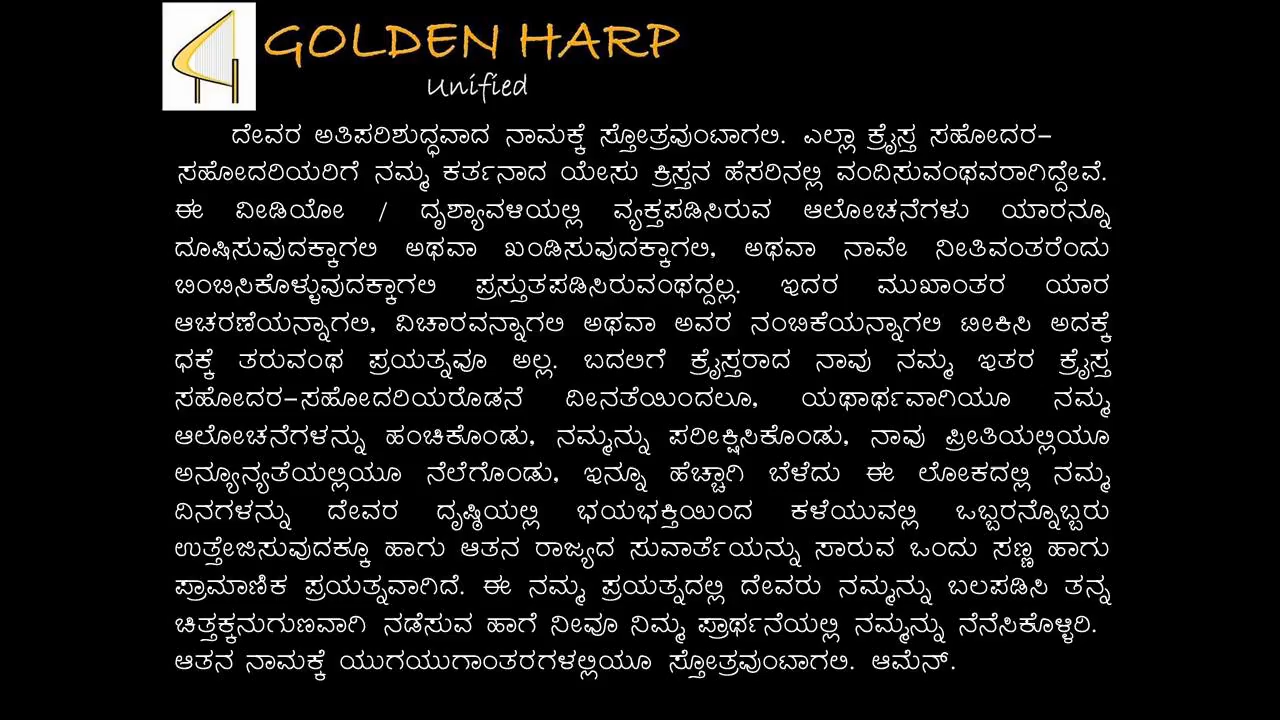 GOLDEN HARP
Unified
ದೇವರ ಅತಿಪರಿಶುದ್ಧವಾದ ನಾಮಕ್ಕೆ ಸ್ತೋತ್ರವುಂಟಾಗಲಿ. ಎಲ್ಲಾ ಕ್ರೈಸ್ತ ಸಹೋದರ-
ಸಹೋದರಿಯರಿಗೆ ನಮ್ಮ ಕರ್ತನಾದ ಯೇಸು ಕ್ರಿಸ್ತನ ಹೆಸರಿನಲ್ಲಿ ವಂದಿಸುವಂಥವರಾಗಿದ್ದೇವೆ.
ಈ ವೀಡಿಯೋ / ದೃಶ್ಯಾವಳಿಯಲ್ಲಿ ವ್ಯಕ್ತಪಡಿಸಿರುವ ಆಲೋಚನೆಗಳು ಯಾರನ್ನೂ
ದೂಷಿಸುವುದಕ್ಕಾಗಲಿ ಅಥವಾ ಖಂಡಿಸುವುದಕ್ಕಾಗಲಿ, ಅಥವಾ ನಾವೇ ನೀತಿವಂತರೆಂದು
ಬಿಂಬಿಸಿಕೊಳ್ಳುವುದಕ್ಕಾಗಲಿ ಪ್ರಸ್ತುತಪಡಿಸಿರುವಂಥದ್ದಲ್ಲ. ಇದರ ಮುಖಾಂತರ ಯಾರ
ಆಚರಣೆಯನ್ನಾಗಲಿ, ವಿಚಾರವನ್ನಾಗಲಿ ಅಥವಾ ಅವರ ನಂಬಿಕೆಯನ್ನಾಗಲಿ ಟೀಕಿಸಿ ಅದಕ್ಕೆ
ಧಕ್ಕೆ ತರುವಂಥ ಪ್ರಯತ್ನವೂ ಅಲ್ಲ. ಬದಲಿಗೆ ಕ್ರೈಸ್ತರಾದ ನಾವು ನಮ್ಮ ಇತರ ಕ್ರೈಸ್ತ
ಸಹೋದರ-ಸಹೋದರಿಯರೊಡನೆ ದೀನತೆಯಿಂದಲೂ, ಯಥಾರ್ಥವಾಗಿಯೂ ನಮ್ಮ
ಆಲೋಚನೆಗಳನ್ನು ಹಂಚಿಕೊಂಡು, ನಮ್ಮನ್ನು ಪರೀಕ್ಷಿಸಿಕೊಂಡು, ನಾವು ಪ್ರೀತಿಯಲ್ಲಿಯೂ
ಅನ್ಯೂನ್ಯತೆಯಲ್ಲಿಯೂ ನೆಲೆಗೊಂಡು, ಇನ್ನೂ ಹೆಚ್ಚಾಗಿ ಬೆಳೆದು ಈ ಲೋಕದಲ್ಲಿ ನಮ್ಮ
ದಿನಗಳನ್ನು ದೇವರ ದೃಷ್ಠಿಯಲ್ಲಿ ಭಯಭಕ್ತಿಯಿಂದ ಕಳೆಯುವಲ್ಲಿ ಒಬ್ಬರನ್ನೊಬ್ಬರು
ಉತ್ತೇಜಿಸುವುದಕ್ಕೂ ಹಾಗು ಆತನ ರಾಜ್ಯದ ಸುವಾರ್ತೆಯನ್ನು ಸಾರುವ ಒಂದು ಸಣ್ಣ ಹಾಗು
ಪ್ರಾಮಾಣಿಕ ಪ್ರಯತ್ನವಾಗಿದೆ. ಈ ನಮ್ಮ ಪ್ರಯತ್ನದಲ್ಲಿ ದೇವರು ನಮ್ಮನ್ನು ಬಲಪಡಿಸಿ ತನ್ನ
ಚಿತ್ತಕ್ಕನುಗುಣವಾಗಿ ನಡೆಸುವ ಹಾಗೆ ನೀವೂ ನಿಮ್ಮ ಪ್ರಾರ್ಥನೆಯಲ್ಲಿ ನಮ್ಮನ್ನು ನೆನೆಸಿಕೊಳ್ಳಿರಿ.
ಆತನ ನಾಮಕ್ಕೆ ಯುಗಯುಗಾಂತರಗಳಲ್ಲಿಯೂ ಸ್ತೋತ್ರವುಂಟಾಗಲಿ. ಆಮೆನ್.